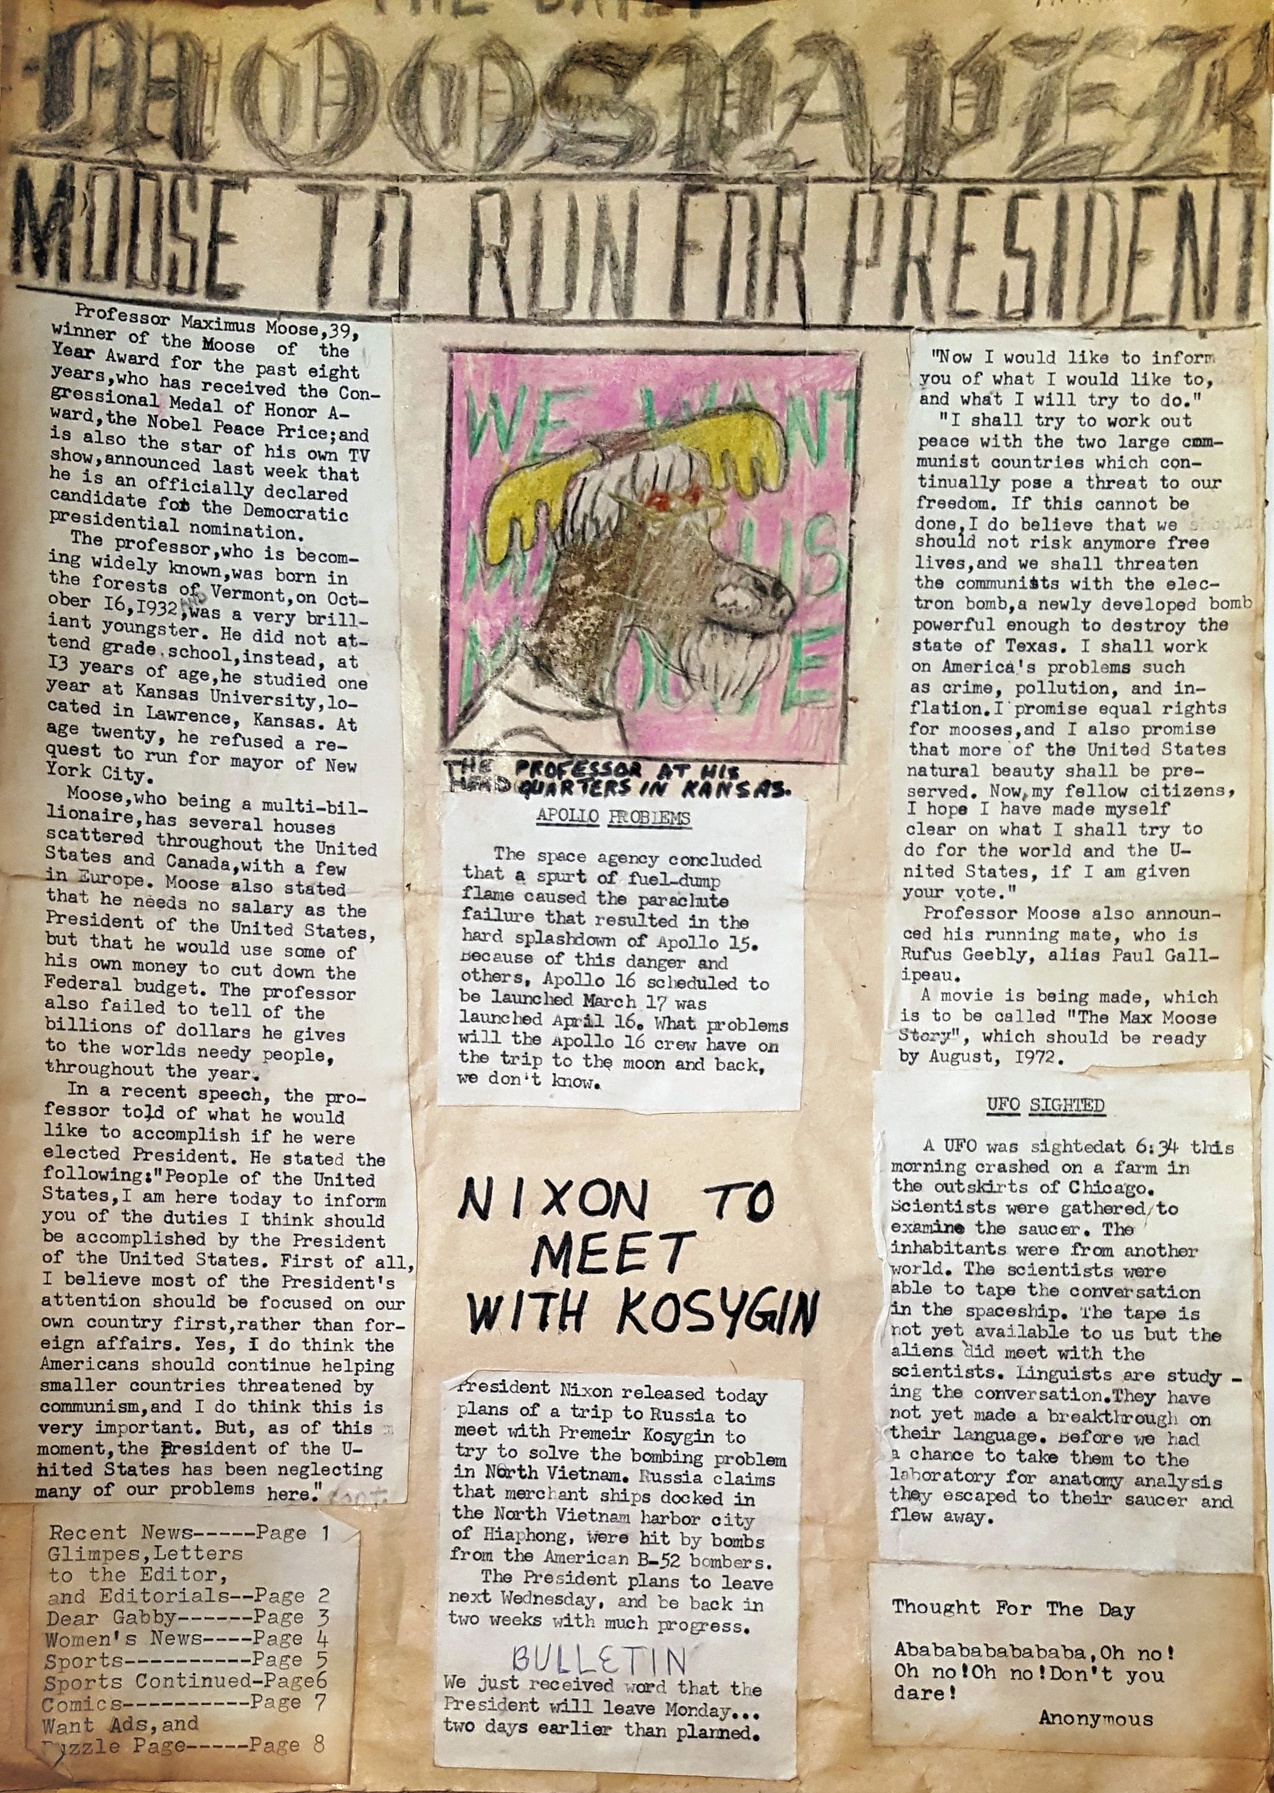 THE DAILY
MOOSPAPER
MOOSE TO RUN FOR PRESIDENT
Professor Maximus Moose,39,
winner of the Moose of the
Year Award for the past eight
years,who has received the Con-
gressional Medal of Honor A-
ward,the Nobel Peace Price;and
is also the star of his own TV
show,announced last week that
he is an officially declared
candidate for the Democratic
presidential nomination.
The professor,who is becom-
ing widely known,was born in
the forests of Vermont,on Oct-
ober 16,1932,AND was a very brill-
iant youngster. He did not at-
tend grade school,instead, at
13 years of age,he studied one
year at Kansas University,lo-
cated in Lawrence, Kansas. At
age twenty, he refused a re-
quest to run for mayor of New
York City.
Moose,who being a multi-bil-
lionaire,has several houses
scattered throughout the United
States and Canada,with a few
in Europe. Moose also stated
that he needs no salary as the
President of the United States,
but that he would use some of
his own money to cut down the
Federal budget. The professor
also failed to tell of the
billions of dollars he gives
to the worlds needy people,
throughout the year.
In a recent speech, the pro-
fessor told of what he would
like to accomplish if he were
elected President. He stated the
following:"People of the United
States,I am here today to inform
you of the duties I think should
be accomplished by the President
of the United States. First of all,
I believe most of the President's
attention should be focused on our
own country first,rather than for-
eign affairs. Yes, I do think the
Americans should continue helping
smaller countries threatened by
communism,and I do think this is
very important. But, as of this
moment,the President of the U-
nited States has been neglecting
many of our problems here." cont.
Recent News-----Page 1
Glimpes,Letters
to the Editor,
and Editorials--Page 2
Dear Gabby------Page 3
Women's News----Page 4
Sports----------Page 5
Sports Continued-Page6
Comics----------Page 7
Want Ads,and
Puzzle Page-----Page 8
WE WANT
MAXIMUS
MOOSE
THE PROFESSOR AT HIS
HEADQUARTERS IN KANSAS.
APOLLO PROBLEMS
The space agency concluded
that a spurt of fuel-dump
flame caused the parachute
failure that resulted in the
hard splashdown of Apollo 15.
Because of this danger and
others, Apollo 16 scheduled to
be launched March 17 was
launched April 16. What problems
will the Apollo 16 crew have on
the trip to the moon and back,
we don't know.
NIXON TO
MEET
WITH KOSYGIN
President Nixon released today
plans of a trip to Russia to
meet with Premeir Kosygin to
try to solve the bombing problem
in North Vietnam. Russia claims
that merchant ships docked in
the North Vietnam harbor city
of Hiaphong, were hit by bombs
from the American B-52 bombers.
The President plans to leave
next Wednesday, and be back in
two weeks with much progress.
BULLETIN
We just received word that the
President will leave Monday...
two days earlier than planned.
"Now I would like to inform
you of what I would like to,
and what I will try to do."
"I shall try to work out
peace with the two large com-
munist countries which con-
tinually pose a threat to our
freedom. If this cannot be
done,I do believe that we should
should not risk anymore free
lives,and we shall threaten
the communists with the elec-
tron bomb,a newly developed bomb
powerful enough to destroy the
state of Texas. I shall work
on America's problems such
as crime, pollution, and in-
flation.I promise equal rights
for mooses,and I also promise
that more of the United States
natural beauty shall be pre-
served. Now,my fellow citizens,
I hope I have made myself
clear on what I shall try to
do for the world and the U-
nited States, if I am given
your vote."
Professor Moose also announ-
ced his running mate, who is
Rufus Geebly, alias Paul Gall-
ipeau.
A movie is being made, which
is to be called "The Max Moose
Story", which should be ready
by August, 1972.
UFO SIGHTED
A UFO was sightedat 6:34 this
morning crashed on a farm in
the outskirts of Chicago.
Scientists were gathered to
examine the saucer. The
inhabitants were from another
world. The scientists were
able to tape the conversation
in the spaceship. The tape is
not yet available to us but the
aliens did meet with the
scientists. Linguists are study -
ing the conversation.They have
not yet made a breakthrough on
their language. Before we had
a chance to take them to the
laboratory for anatomy analysis
they escaped to their saucer and
flew away.
Thought For The Day
Ababababababa,Oh no!
Oh no!Oh no!Don't you
dare!
Anonymous